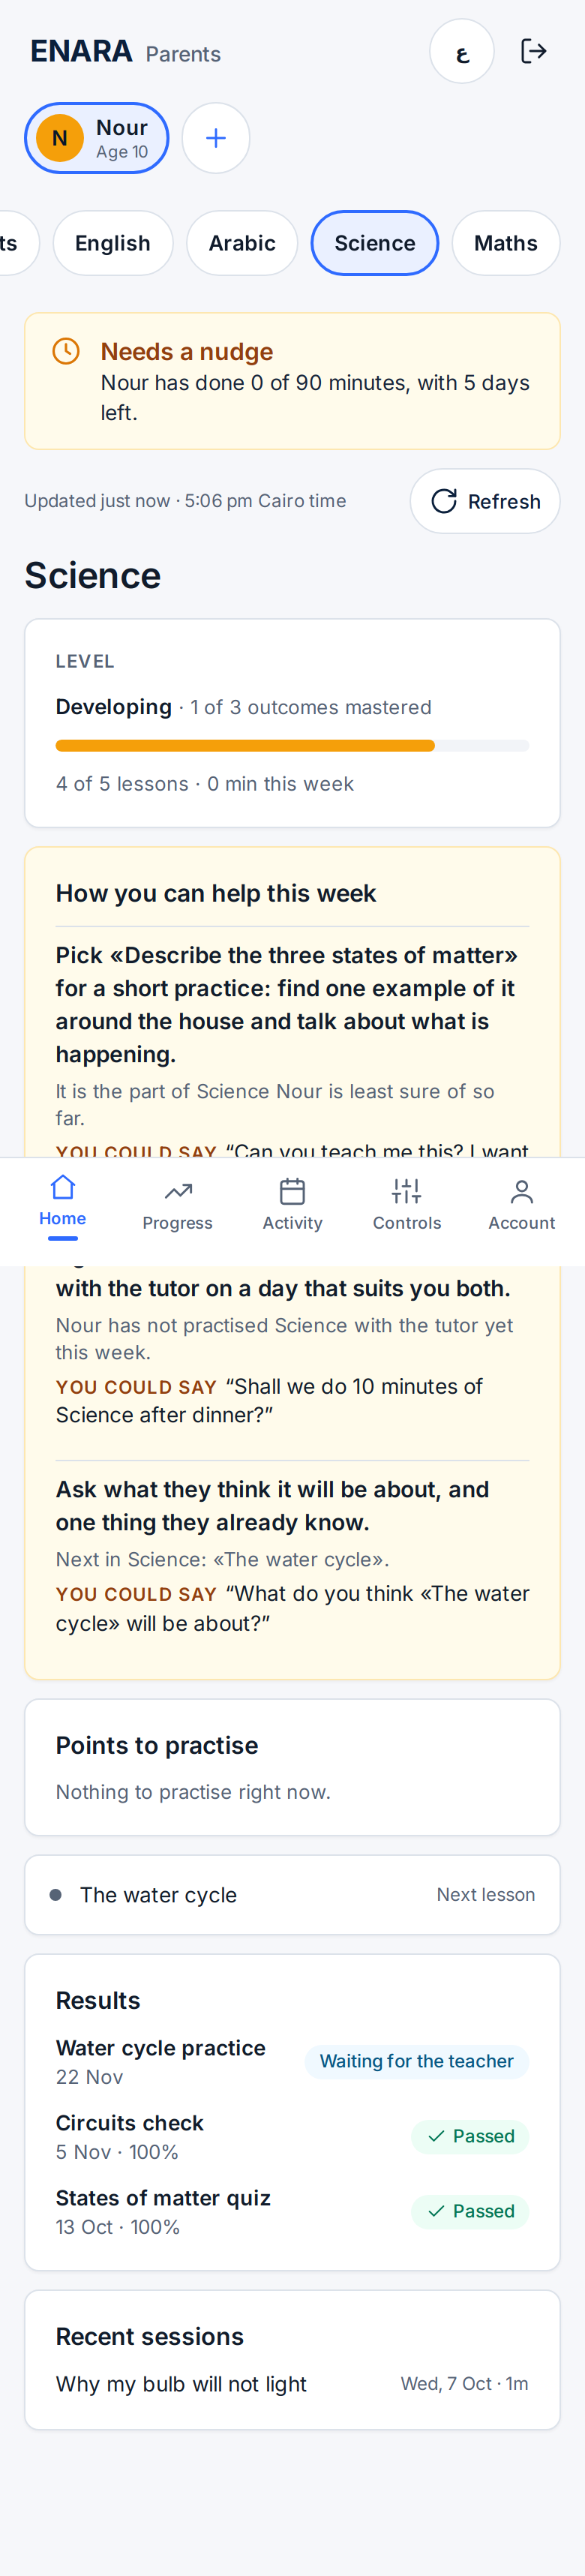 ENARA Parents
ع
N
Nour
Age 10
ts
English
Arabic
Science
Maths
Needs a nudge
Nour has done 0 of 90 minutes, with 5 days
left.
Updated just now · 5:06 pm Cairo time
Refresh
Science
LEVEL
Developing · 1 of 3 outcomes mastered
4 of 5 lessons · 0 min this week
How you can help this week
Pick «Describe the three states of matter»
for a short practice: find one example of it
around the house and talk about what is
happening.
It is the part of Science Nour is least sure of so
far.
YOU COULD SAY “Can you teach me this? I want
Home
Progress
Activity
Controls
Account
with the tutor on a day that suits you both.
Nour has not practised Science with the tutor yet
this week.
YOU COULD SAY “Shall we do 10 minutes of
Science after dinner?”
Ask what they think it will be about, and
one thing they already know.
Next in Science: «The water cycle».
YOU COULD SAY “What do you think «The water
cycle» will be about?”
Points to practise
Nothing to practise right now.
The water cycle
Next lesson
Results
Water cycle practice
22 Nov
Waiting for the teacher
Circuits check
5 Nov · 100%
Passed
States of matter quiz
13 Oct · 100%
Passed
Recent sessions
Why my bulb will not light
Wed, 7 Oct · 1m